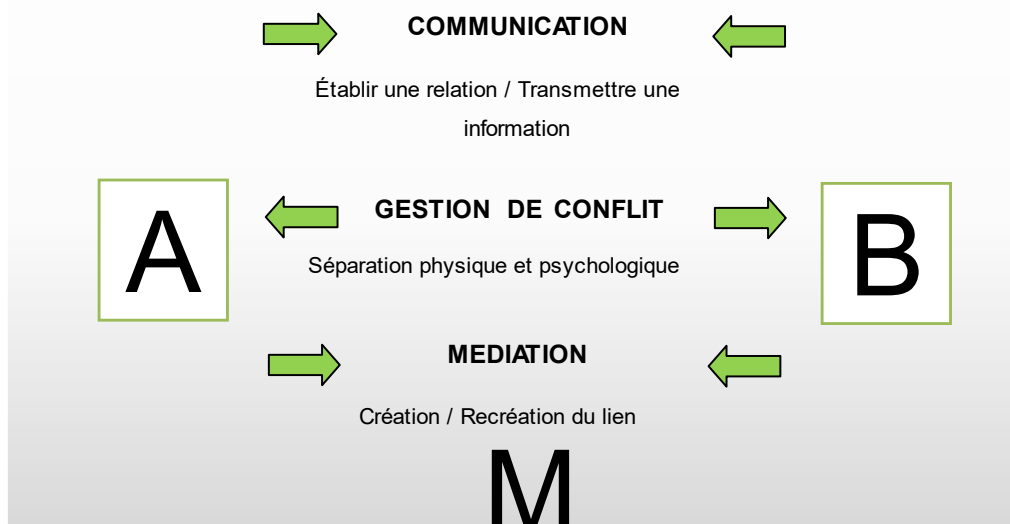 COMMUNICATION
Établir une relation / Transmettre une
information
A
GESTION DE CONFLIT
B
Séparation physique et psychologique
MEDIATION
Création / Recréation du lien
M